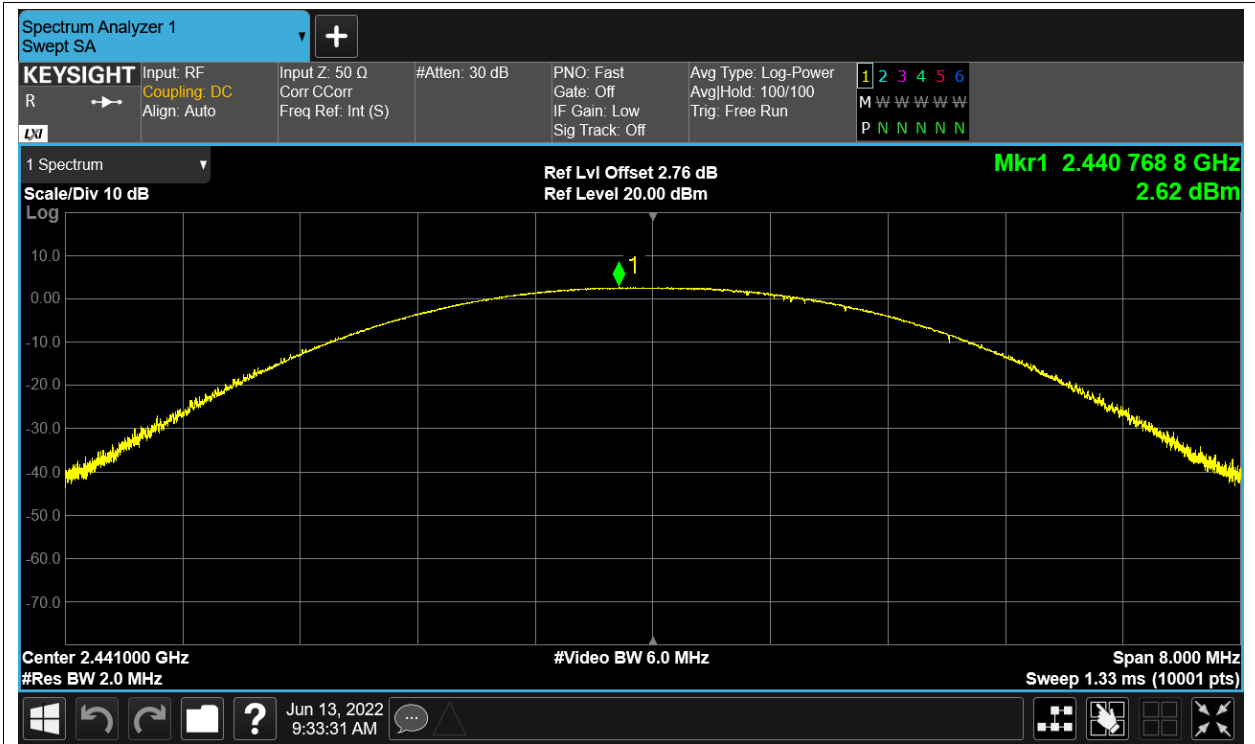 Spectrum Analyzer 1
Swept SA
KEYSIGHT
R
LXI
Input: RF
Coupling: DC
Align: Auto
Input Z: 50 Ω
Corr CCorr
Freq Ref: Int (S)
#Atten: 30 dB
PNO: Fast
Gate: Off
IF Gain: Low
Sig Track: Off
Avg Type: Log-Power
Avg|Hold: 100/100
Trig: Free Run
1 2 3 4 5 6
M W W W W W
P N N N N N
1 Spectrum
Scale/Div 10 dB
Log
Ref Lvl Offset 2.76 dB
Ref Level 20.00 dBm
Mkr1 2.440 768 8 GHz
2.62 dBm
1
10.0
0.00
-10.0
-20.0
-30.0
-40.0
-50.0
-60.0
-70.0
Center 2.441000 GHz
#Video BW 6.0 MHz
Span 8.000 MHz
#Res BW 2.0 MHz
Sweep 1.33 ms (10001 pts)
?
Jun 13, 2022
9:33:31 AM